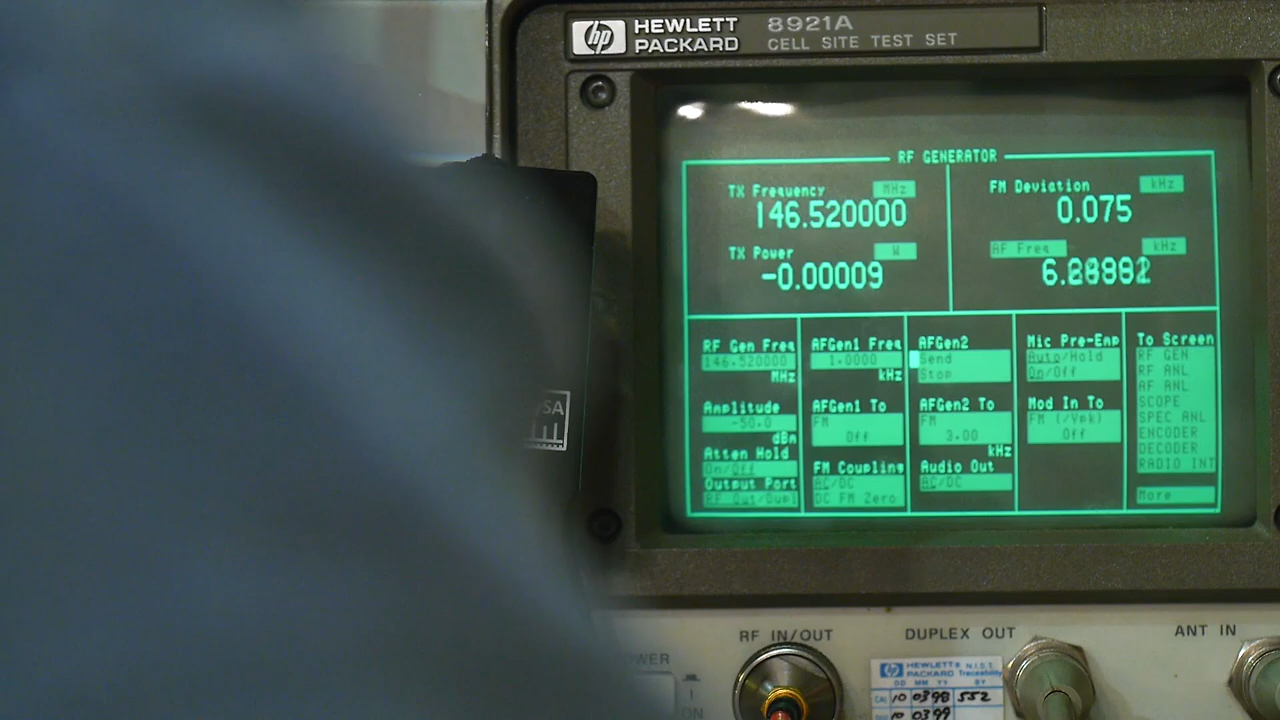 hp HEWLETT PACKARD
8921A
CELL SITE TEST SET
RF GENERATOR
TX Frequency MHz
146.520000
TX Power W
-0.00009
FM Deviation kHz
0.075
AF Freq kHz
RF Gen Freq
146.520000
MHz
Amplitude
-50.0
dBm
Atten Hold
On/Off
Output Port
RF Out/Dupl
AFGen1 Freq
1.0000
kHz
AFGen1 To
FM
Off
FM Coupling
AC/DC
DC FM Zero
AFGen2
Send
Stop
AFGen2 To
FM
3.00
kHz
Audio Out
AC/DC
Mic Pre-Emp
Auto/Hold
On/Off
Mod In To
FM (/Vpk)
Off
To Screen
RF GEN
RF ANL
AF ANL
SCOPE
SPEC ANL
ENCODER
DECODER
RADIO INT
More
SA
OWER
I
ON
RF IN/OUT
DUPLEX OUT
ANT IN
hp HEWLETT PACKARD N.I.S.T. Traceability
DD MM YY BY
CAL 10 0398 552
10 0399